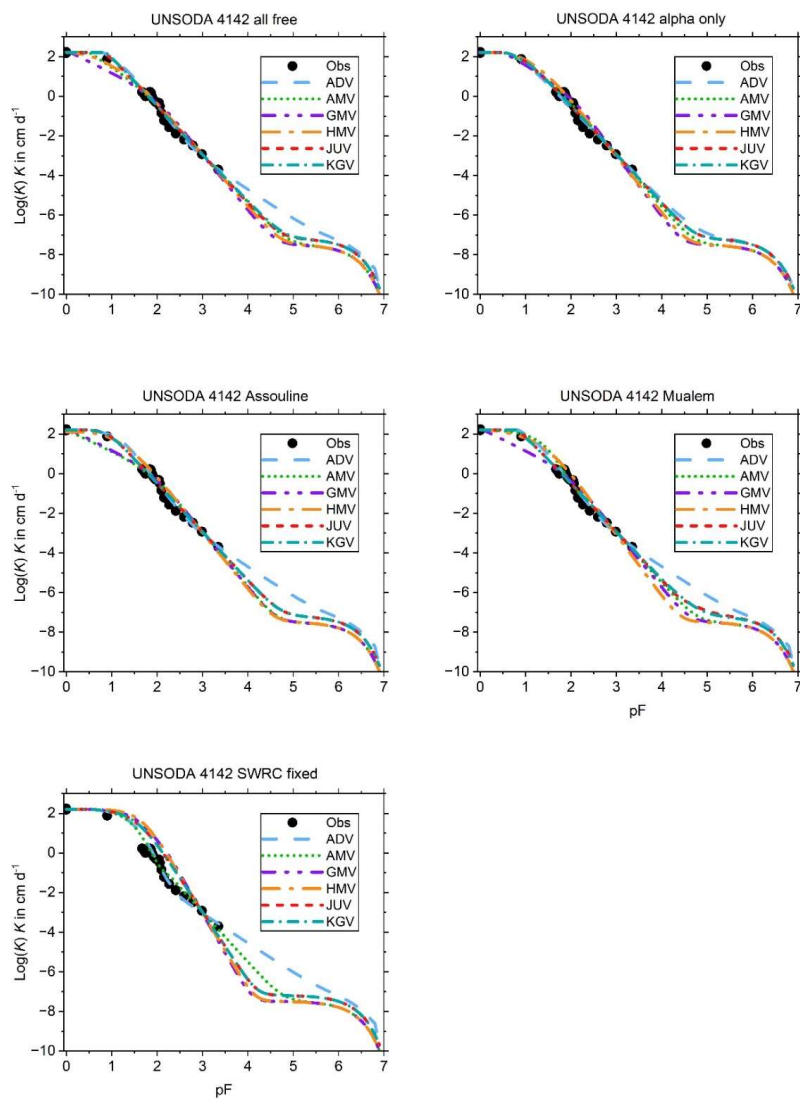 UNSODA 4142 all free
Log(K) K in cm d⁻¹
2
0
−2
−4
−6
−8
−10
Obs
ADV
AMV
GMV
HMV
JUV
KGV
0 1 2 3 4 5 6 7
UNSODA 4142 alpha only
2
0
−2
−4
−6
−8
−10
Obs
ADV
AMV
GMV
HMV
JUV
KGV
0 1 2 3 4 5 6 7
UNSODA 4142 Assouline
Log(K) K in cm d⁻¹
2
0
−2
−4
−6
−8
−10
Obs
ADV
AMV
GMV
HMV
JUV
KGV
0 1 2 3 4 5 6 7
UNSODA 4142 Mualem
2
0
−2
−4
−6
−8
−10
Obs
ADV
AMV
GMV
HMV
JUV
KGV
0 1 2 3 4 5 6 7
pF
UNSODA 4142 SWRC fixed
Log(K) K in cm d⁻¹
2
0
−2
−4
−6
−8
−10
Obs
ADV
AMV
GMV
HMV
JUV
KGV
0 1 2 3 4 5 6 7
pF